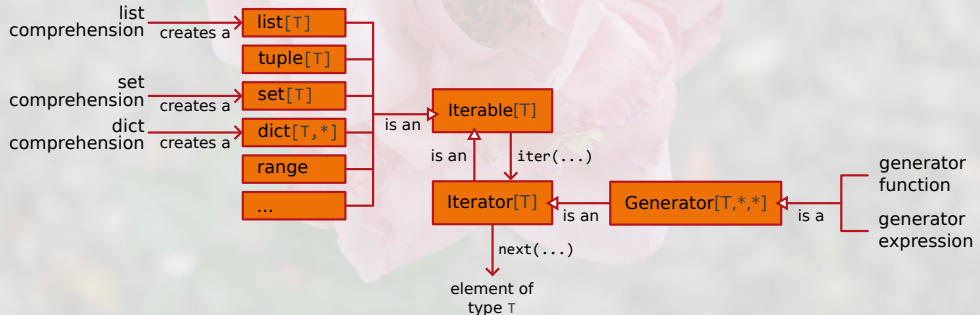 list
comprehension
creates a
list[T]
tuple[T]
set
comprehension
creates a
set[T]
dict
comprehension
creates a
dict[T,*]
range
...
is an
Iterable[T]
is an
iter(...)
Iterator[T]
is an
Generator[T,*,*]
is a
generator
function
generator
expression
next(...)
element of
type T